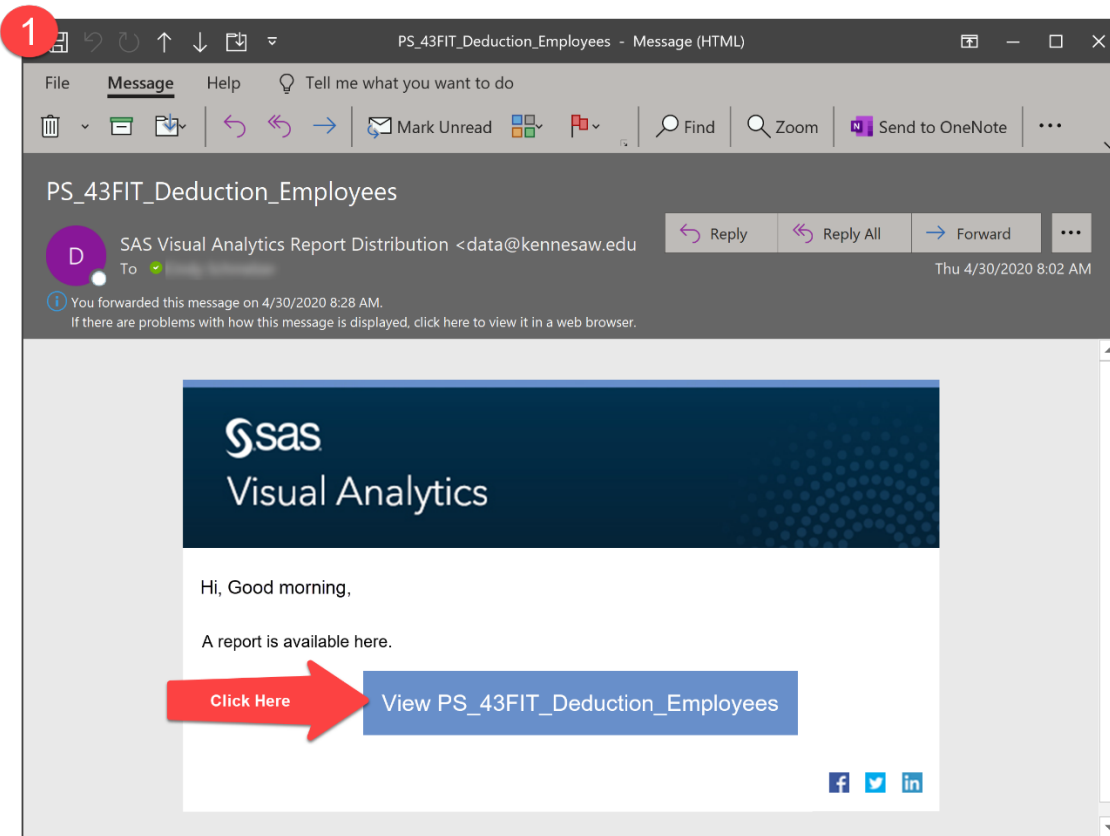 1
PS_43FIT_Deduction_Employees - Message (HTML)
File Message Help Tell me what you want to do
Mark Unread Find Zoom Send to OneNote
PS_43FIT_Deduction_Employees
D
SAS Visual Analytics Report Distribution <data@kennesaw.edu
Reply Reply All Forward
To
Thu 4/30/2020 8:02 AM
You forwarded this message on 4/30/2020 8:28 AM.
If there are problems with how this message is displayed, click here to view it in a web browser.
sas
Visual Analytics
Hi, Good morning,
A report is available here.
Click Here
View PS_43FIT_Deduction_Employees